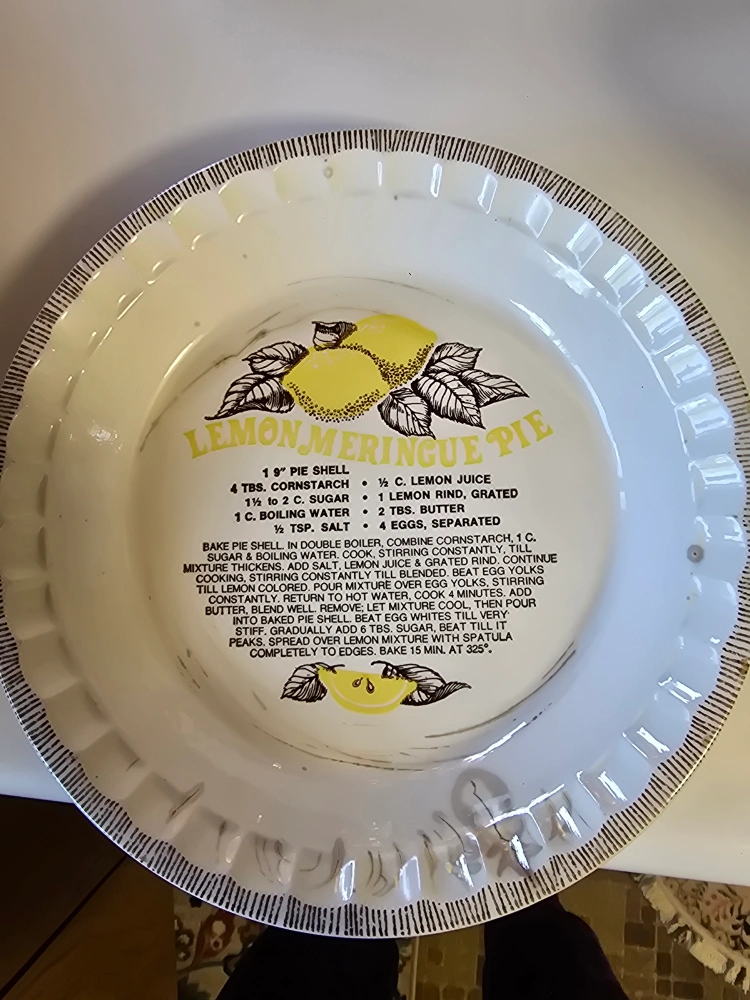 LEMON MERINGUE PIE
1 9" PIE SHELL
4 TBS. CORNSTARCH • ½ C. LEMON JUICE
1½ to 2 C. SUGAR • 1 LEMON RIND, GRATED
1 C. BOILING WATER • 2 TBS. BUTTER
½ TSP. SALT • 4 EGGS, SEPARATED
BAKE PIE SHELL. IN DOUBLE BOILER, COMBINE CORNSTARCH, 1 C.
SUGAR & BOILING WATER. COOK, STIRRING CONSTANTLY, TILL
MIXTURE THICKENS. ADD SALT, LEMON JUICE & GRATED RIND. CONTINUE
COOKING, STIRRING CONSTANTLY TILL BLENDED. BEAT EGG YOLKS
TILL LEMON COLORED. POUR MIXTURE OVER EGG YOLKS, STIRRING
CONSTANTLY. RETURN TO HOT WATER, COOK 4 MINUTES. ADD
BUTTER, BLEND WELL. REMOVE; LET MIXTURE COOL, THEN POUR
INTO BAKED PIE SHELL. BEAT EGG WHITES TILL VERY
STIFF. GRADUALLY ADD 6 TBS. SUGAR, BEAT TILL IT
PEAKS. SPREAD OVER LEMON MIXTURE WITH SPATULA
COMPLETELY TO EDGES. BAKE 15 MIN. AT 325°.